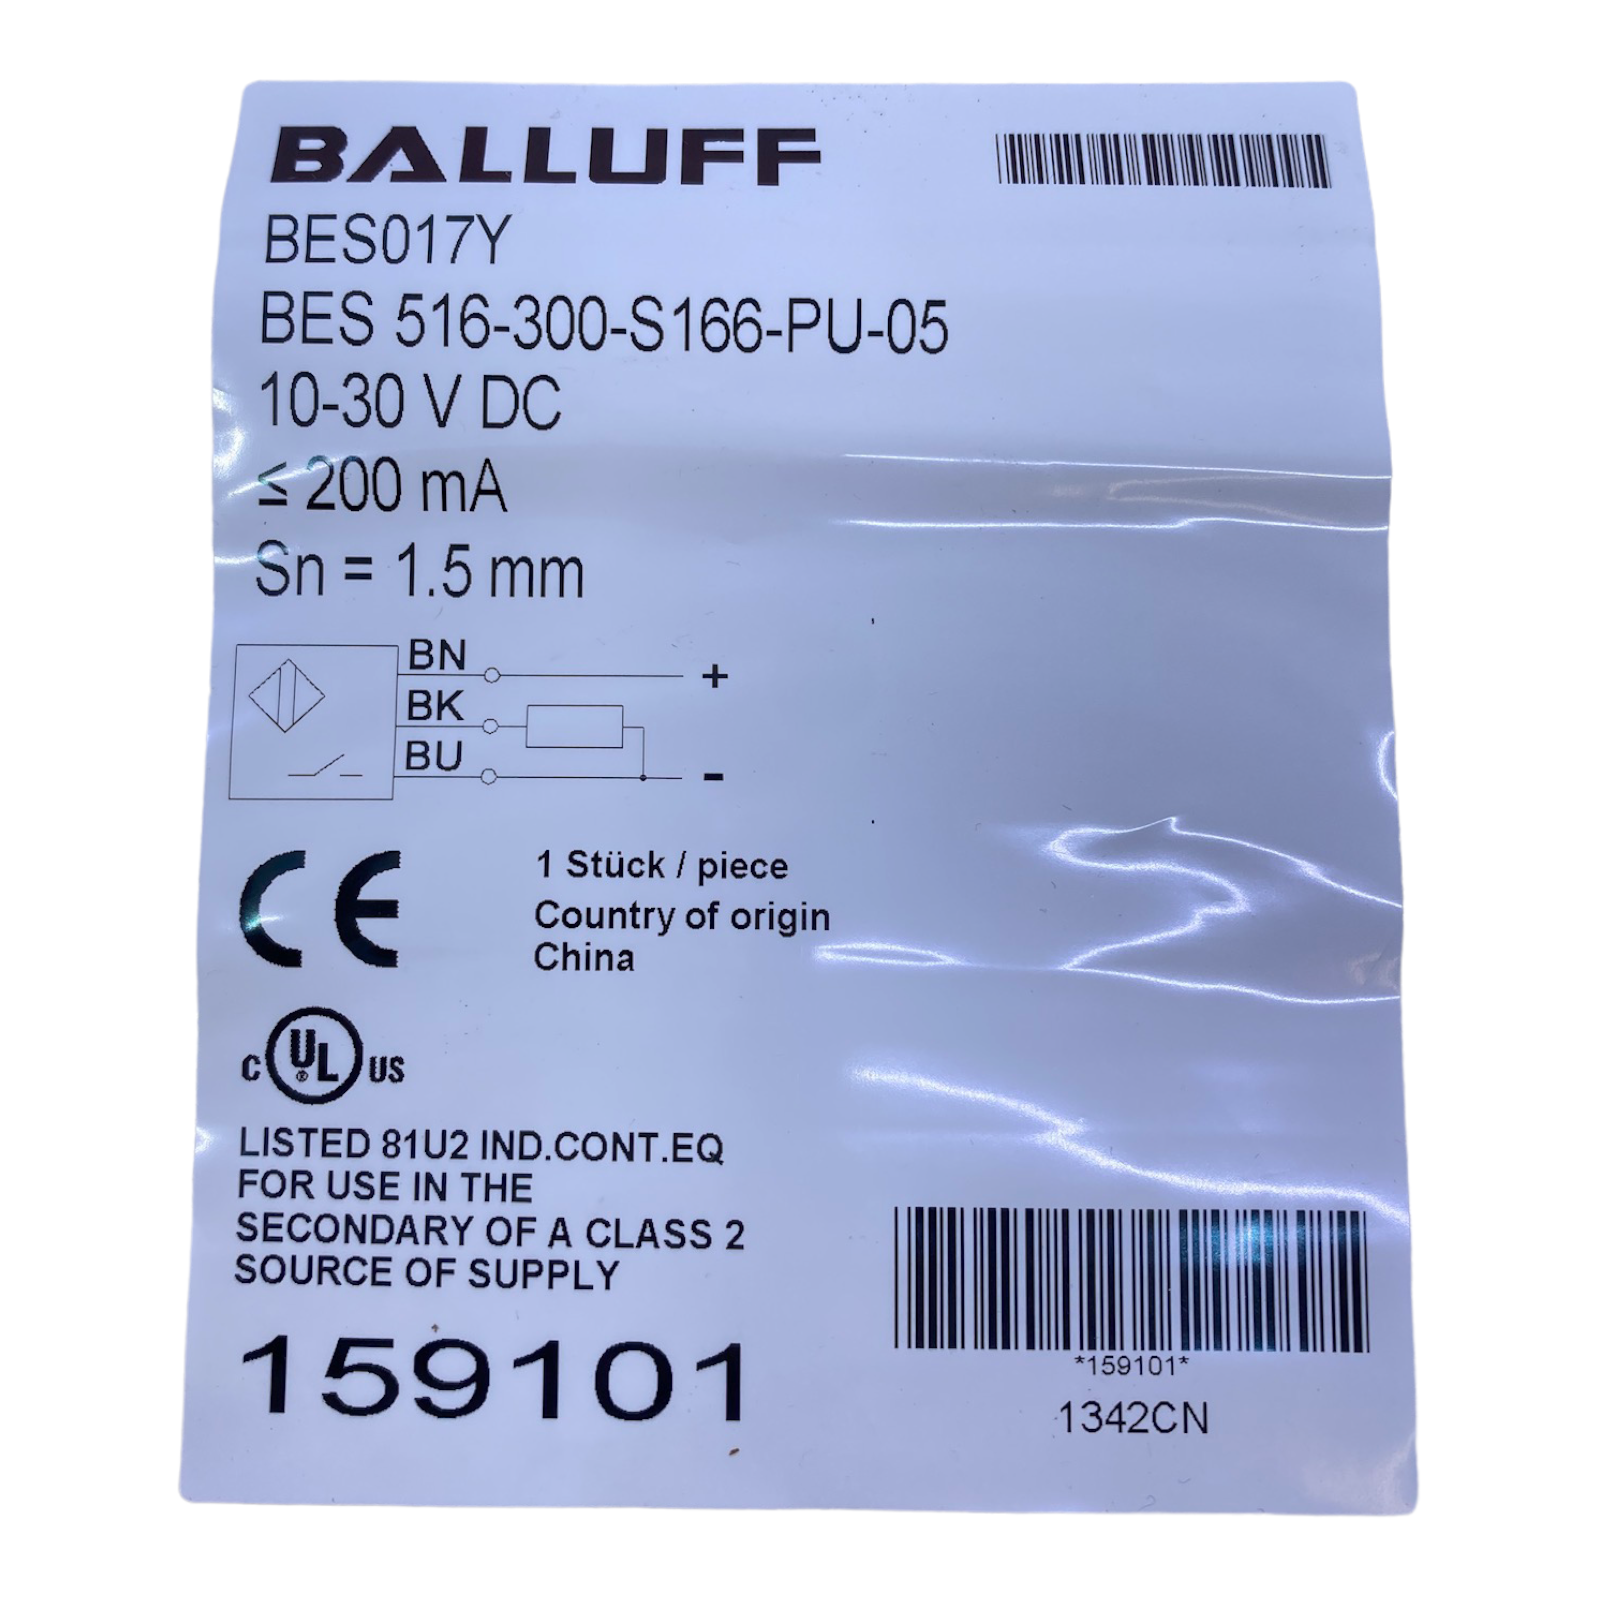 BALLUFF
BES017Y
BES 516-300-S166-PU-05
10-30 V DC
≤ 200 mA
Sn = 1.5 mm
BN
+
BK
BU
-
CE
1 Stück / piece
Country of origin
China
C UL ® US
LISTED 81U2 IND.CONT.EQ
FOR USE IN THE
SECONDARY OF A CLASS 2
SOURCE OF SUPPLY
159101
*159101*
1342CN